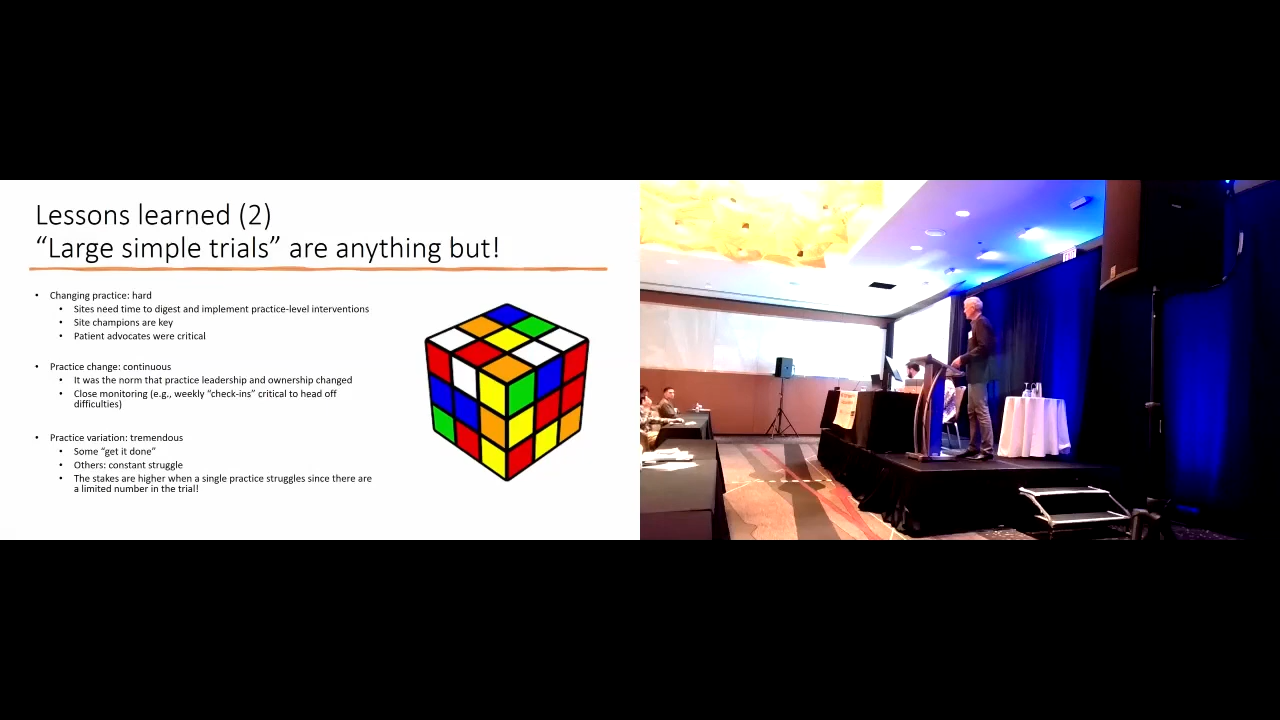 Lessons learned (2)
“Large simple trials” are anything but!
• Changing practice: hard
• Sites need time to digest and implement practice-level interventions
• Site champions are key
• Patient advocates were critical
• Practice change: continuous
• It was the norm that practice leadership and ownership changed
• Close monitoring (e.g., weekly “check-ins” critical to head off
difficulties)
• Practice variation: tremendous
• Some “get it done”
• Others: constant struggle
• The stakes are higher when a single practice struggles since there are
a limited number in the trial!